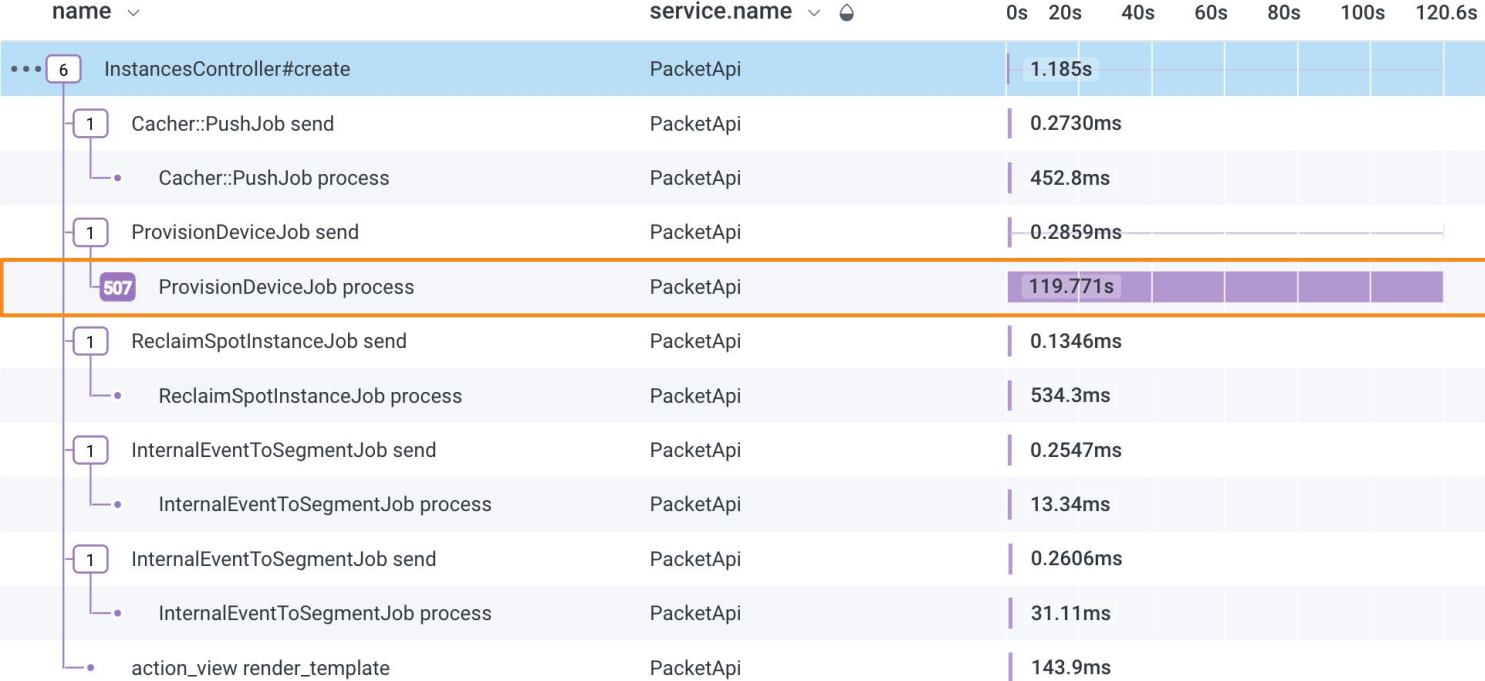 name service.name 0s 20s 40s 60s 80s 100s 120.6s
6 InstancesController#create PacketApi 1.185s
1 Cacher::PushJob send PacketApi 0.2730ms
Cacher::PushJob process PacketApi 452.8ms
1 ProvisionDeviceJob send PacketApi 0.2859ms
507 ProvisionDeviceJob process PacketApi 119.771s
1 ReclaimSpotInstanceJob send PacketApi 0.1346ms
ReclaimSpotInstanceJob process PacketApi 534.3ms
1 InternalEventToSegmentJob send PacketApi 0.2547ms
InternalEventToSegmentJob process PacketApi 13.34ms
1 InternalEventToSegmentJob send PacketApi 0.2606ms
InternalEventToSegmentJob process PacketApi 31.11ms
action_view render_template PacketApi 143.9ms